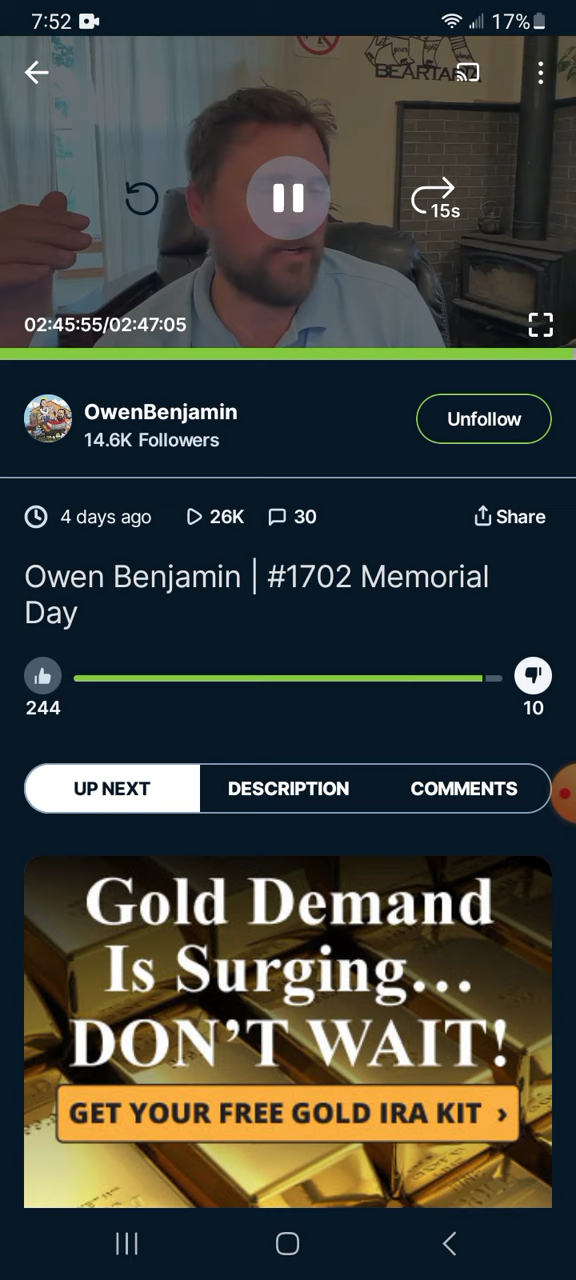 7:52
17%
BEARTARIA
15s
02:45:55/02:47:05
OwenBenjamin
14.6K Followers
Unfollow
4 days ago
26K
30
Share
Owen Benjamin | #1702 Memorial
Day
244
10
UP NEXT
DESCRIPTION
COMMENTS
Gold Demand
Is Surging...
DON'T WAIT!
GET YOUR FREE GOLD IRA KIT ›